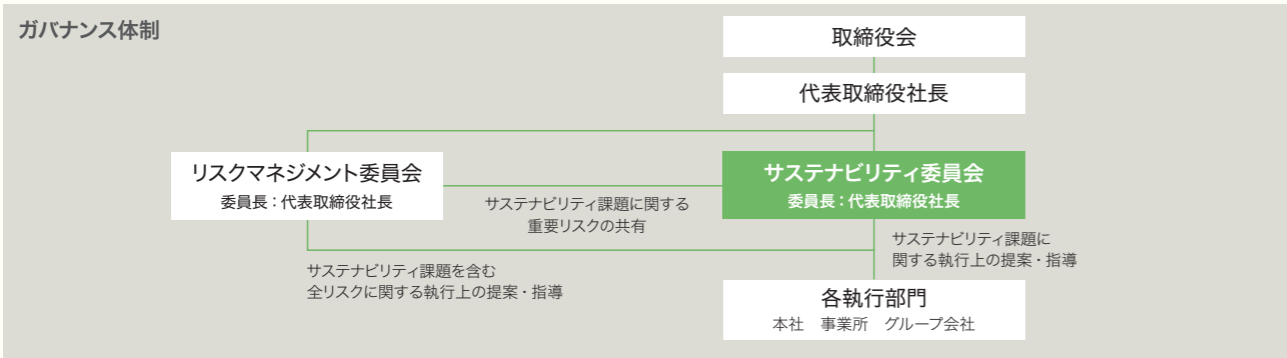 ガバナンス体制
取締役会
代表取締役社長
リスクマネジメント委員会
委員長：代表取締役社長
サステナビリティ課題に関する
重要リスクの共有
サステナビリティ委員会
委員長：代表取締役社長
サステナビリティ課題を含む
全リスクに関する執行上の提案・指導
サステナビリティ課題に
関する執行上の提案・指導
各執行部門
本社　事業所　グループ会社